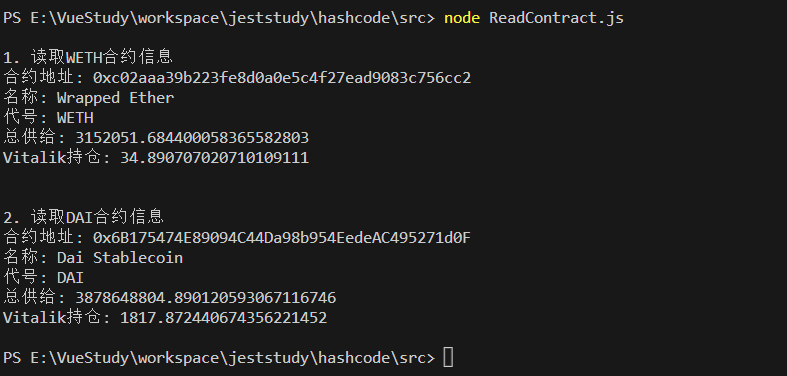 PS E:\VueStudy\workspace\jeststudy\hashcode\src> node ReadContract.js
1. 读取WETH合约信息
合约地址: 0xc02aaa39b223fe8d0a0e5c4f27ead9083c756cc2
名称: Wrapped Ether
代号: WETH
总供给: 3152051.684400058365582803
Vitalik持仓: 34.890707020710109111
2. 读取DAI合约信息
合约地址: 0x6B175474E89094C44Da98b954EedeAC495271d0F
名称: Dai Stablecoin
代号: DAI
总供给: 3878648804.890120593067116746
Vitalik持仓: 1817.872440674356221452
PS E:\VueStudy\workspace\jeststudy\hashcode\src>